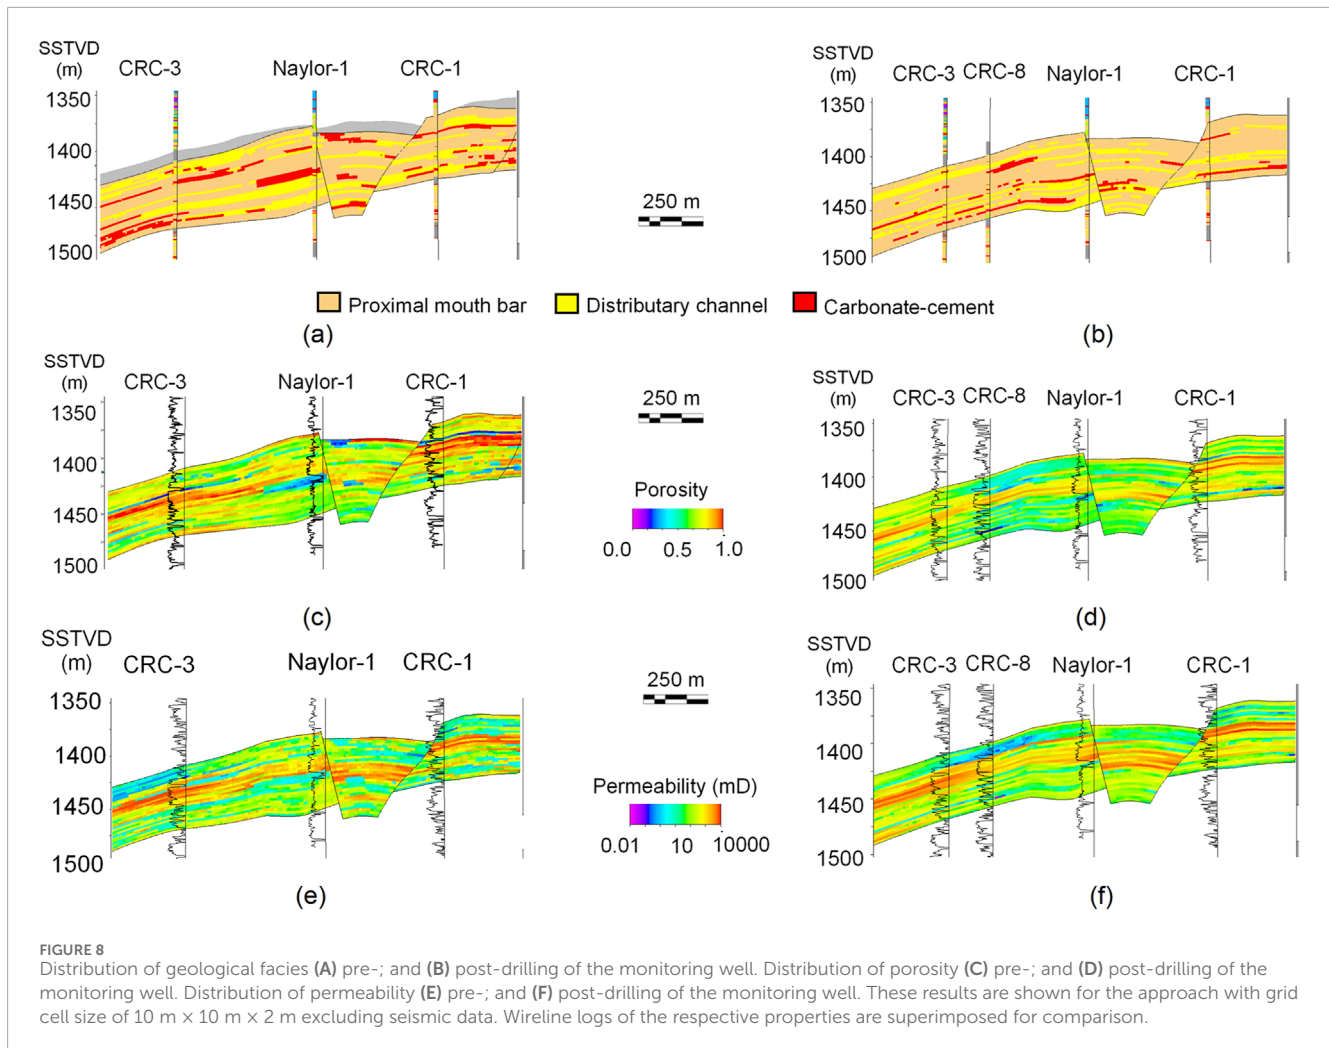 SSTVD
(m)
CRC-3
Naylor-1
CRC-1
1350
1400
1450
1500
SSTVD
(m)
CRC-3
CRC-8
Naylor-1
CRC-1
1350
1400
1450
1500
250 m
Proximal mouth bar
Distributary channel
Carbonate-cement
(a)
(b)
SSTVD
(m)
CRC-3
Naylor-1
CRC-1
1350
1400
1450
1500
250 m
Porosity
0.0 0.5 1.0
SSTVD
(m)
CRC-3
CRC-8
Naylor-1
CRC-1
1350
1400
1450
1500
(c)
(d)
SSTVD
(m)
CRC-3
Naylor-1
CRC-1
1350
1400
1450
1500
250 m
Permeability (mD)
0.01 10 10000
SSTVD
(m)
CRC-3
CRC-8
Naylor-1
CRC-1
1350
1400
1450
1500
(e)
(f)
FIGURE 8
Distribution of geological facies (A) pre-; and (B) post-drilling of the monitoring well. Distribution of porosity (C) pre-; and (D) post-drilling of the
monitoring well. Distribution of permeability (E) pre-; and (F) post-drilling of the monitoring well. These results are shown for the approach with grid
cell size of 10 m × 10 m × 2 m excluding seismic data. Wireline logs of the respective properties are superimposed for comparison.